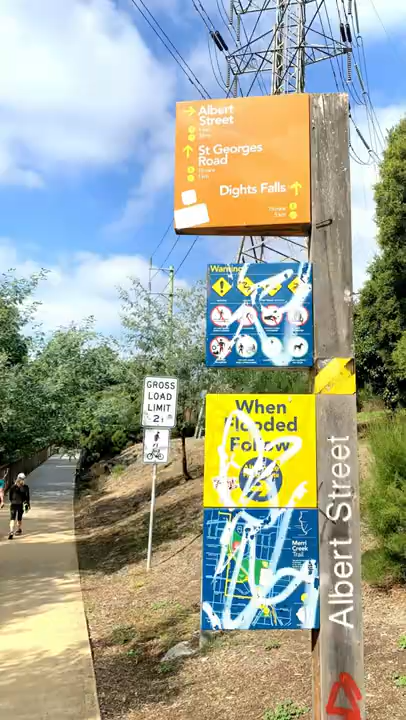 Albert
Street
St Georges
Road
Dights Falls
Warning
GROSS
LOAD
LIMIT
2t
When
Flooded
Follow
Merri
Creek
Trail
Albert Street